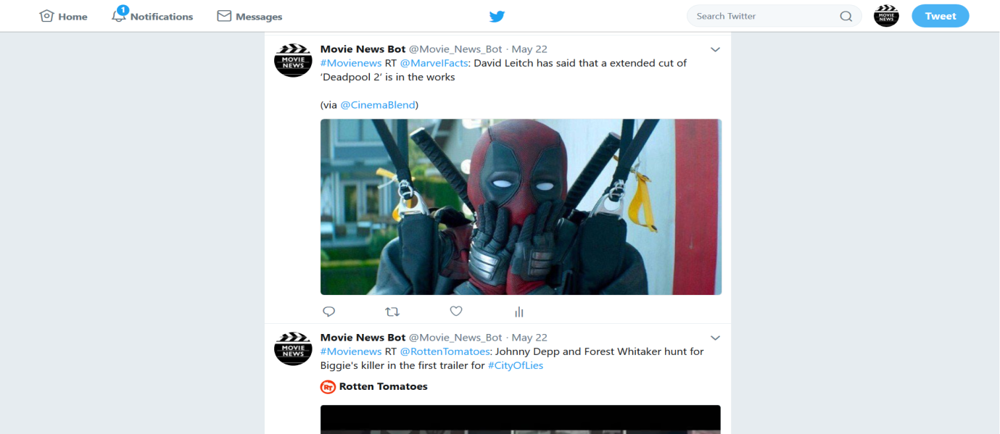 Home
1
Notifications
Messages
Search Twitter
MOVIE
NEWS
Tweet
MOVIE
NEWS
Movie News Bot @Movie_News_Bot · May 22
#Movienews RT @MarvelFacts: David Leitch has said that a extended cut of
‘Deadpool 2’ is in the works
(via @CinemaBlend)
MOVIE
NEWS
Movie News Bot @Movie_News_Bot · May 22
#Movienews RT @RottenTomatoes: Johnny Depp and Forest Whitaker hunt for
Biggie's killer in the first trailer for #CityOfLies
RT Rotten Tomatoes